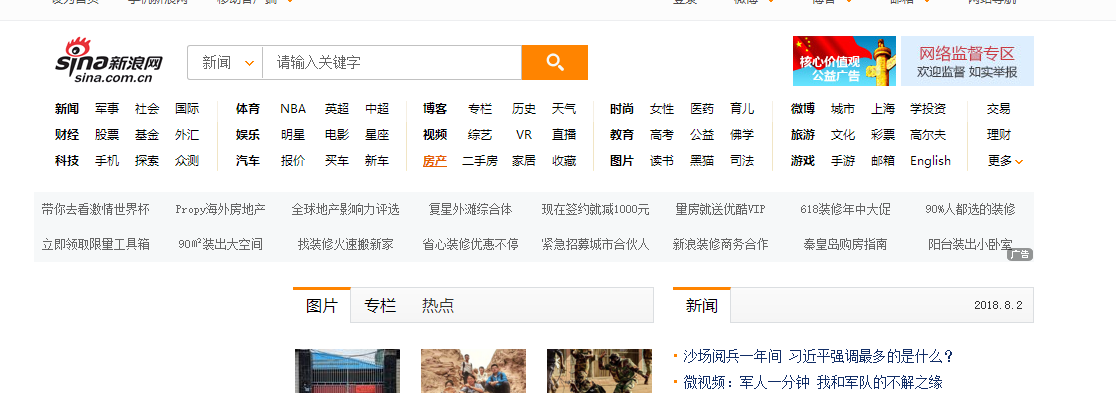 登录 微博 博客 邮箱 网站导航
sina新浪网
sina.com.cn
新闻 请输入关键字
核心价值观
公益广告
网络监督专区
欢迎监督 如实举报
新闻 军事 社会 国际 体育 NBA 英超 中超 博客 专栏 历史 天气 时尚 女性 医药 育儿 微博 城市 上海 学投资 交易
财经 股票 基金 外汇 娱乐 明星 电影 星座 视频 综艺 VR 直播 教育 高考 公益 佛学 旅游 文化 彩票 高尔夫 理财
科技 手机 探索 众测 汽车 报价 买车 新车 房产 二手房 家居 收藏 图片 读书 黑猫 司法 游戏 手游 邮箱 English 更多
带你去看激情世界杯 Propy海外房地产 全球地产影响力评选 复星外滩综合体 现在签约就减1000元 量房就送优酷VIP 618装修年中大促 90%人都选的装修
立即领取限量工具箱 90㎡装出大空间 找装修火速搬新家 省心装修优惠不停 紧急招募城市合伙人 新浪装修商务合作 秦皇岛购房指南 阳台装出小卧室
广告
图片 专栏 热点
新闻 2018.8.2
沙场阅兵一年间 习近平强调最多的是什么?
微视频：军人一分钟 我和军队的不解之缘